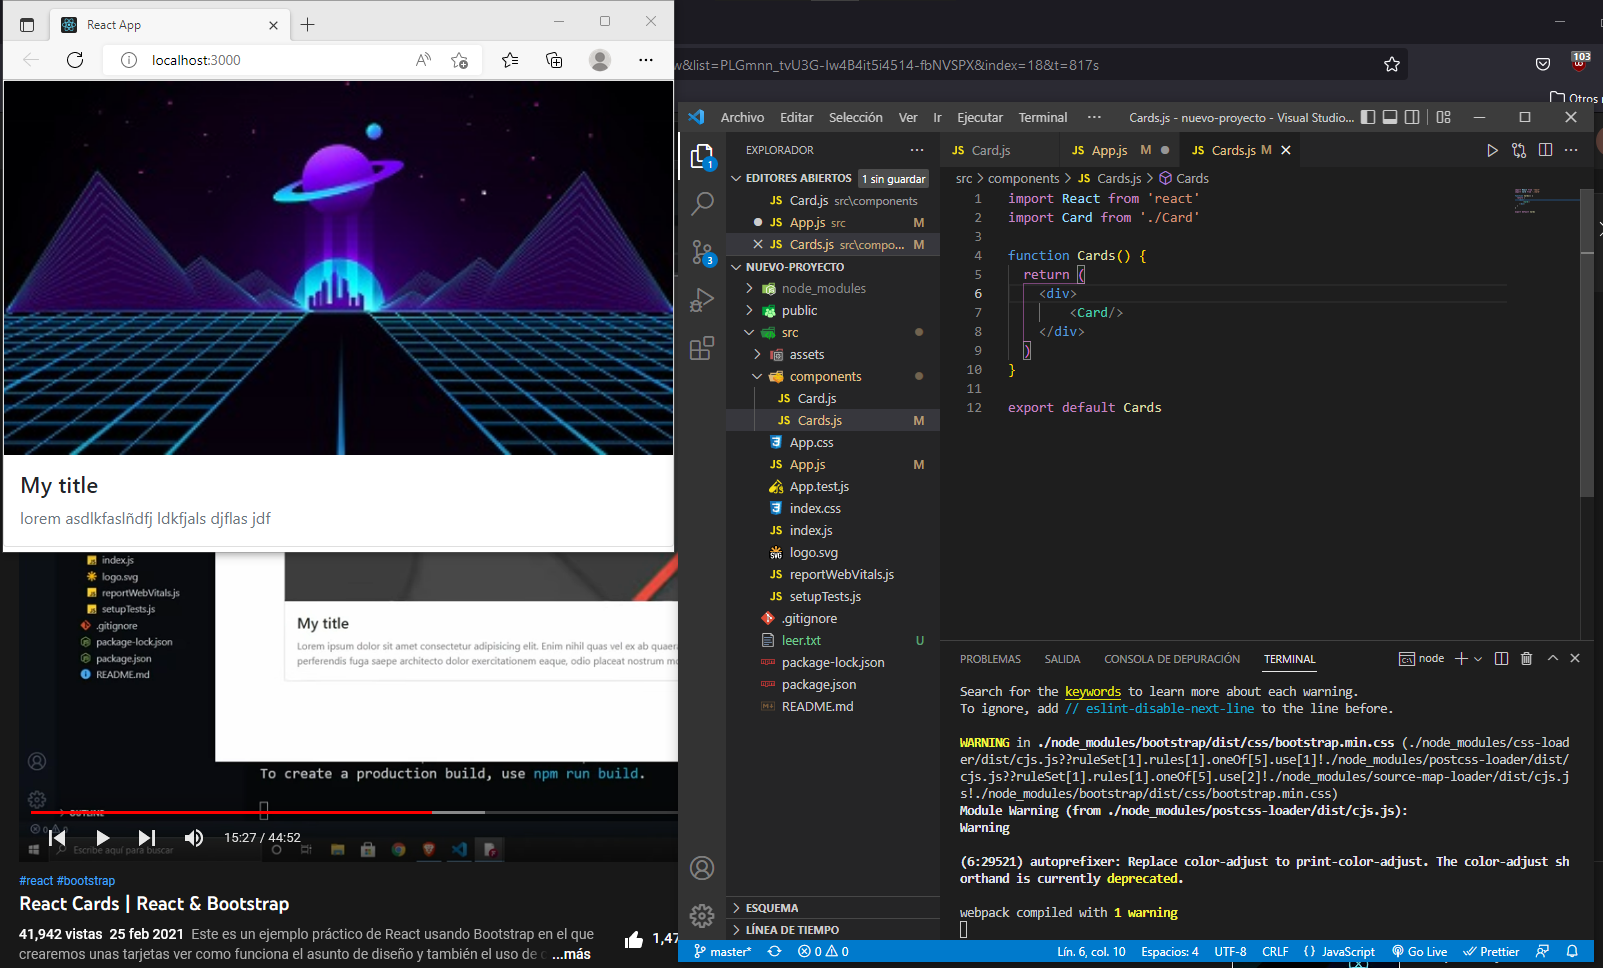 React App
localhost:3000
My title
lorem asdlkfaslñdfj ldkfjals djflas jdf
index.js
logo.svg
reportWebVitals.js
setupTests.js
.gitignore
package-lock.json
package.json
README.md
My title
Lorem ipsum dolor sit amet consectetur adipisicing elit. Enim nihil quas vel ex ab quaer
perferendis fuga saepe architecto dolor exercitationem eaque, odio placeat nostrum mo
To create a production build, use npm run build.
OUTLINE
15:27 / 44:52
Escribe aquí para buscar
#react #bootstrap
React Cards | React & Bootstrap
41,942 vistas 25 feb 2021 Este es un ejemplo práctico de React usando Bootstrap en el que
crearemos unas tarjetas ver como funciona el asunto de diseño y también el uso de c ...más
1,47
w&list=PLGmnn_tvU3G-Iw4B4it5i4514-fbNVSPX&index=18&t=817s
103
Otros
Archivo Editar Selección Ver Ir Ejecutar Terminal ··· Cards.js - nuevo-proyecto - Visual Studio...
EXPLORADOR
EDITORES ABIERTOS 1 sin guardar
JS Card.js src\components
JS App.js src M
JS Cards.js src\compo... M
NUEVO-PROYECTO
node_modules
public
src
assets
components
JS Card.js
JS Cards.js M
App.css
JS App.js M
App.test.js
index.css
JS index.js
logo.svg
JS reportWebVitals.js
JS setupTests.js
.gitignore
leer.txt U
package-lock.json
package.json
README.md
ESQUEMA
LÍNEA DE TIEMPO
1
3
JS Card.js JS App.js M JS Cards.js M
src > components > JS Cards.js > Cards
1 import React from 'react'
2 import Card from './Card'
3
4 function Cards() {
5 return (
6 <div>
7 <Card/>
8 </div>
9 )
10 }
11
12 export default Cards
PROBLEMAS SALIDA CONSOLA DE DEPURACIÓN TERMINAL node
Search for the keywords to learn more about each warning.
To ignore, add // eslint-disable-next-line to the line before.
WARNING in ./node_modules/bootstrap/dist/css/bootstrap.min.css (./node_modules/css-load
er/dist/cjs.js??ruleSet[1].rules[1].oneOf[5].use[1]!./node_modules/postcss-loader/dist/
cjs.js??ruleSet[1].rules[1].oneOf[5].use[2]!./node_modules/source-map-loader/dist/cjs.j
s!./node_modules/bootstrap/dist/css/bootstrap.min.css)
Module Warning (from ./node_modules/postcss-loader/dist/cjs.js):
Warning
(6:29521) autoprefixer: Replace color-adjust to print-color-adjust. The color-adjust sh
orthand is currently deprecated.
webpack compiled with 1 warning
master* 0 0 Lín. 6, col. 10 Espacios: 4 UTF-8 CRLF {} JavaScript Go Live Prettier